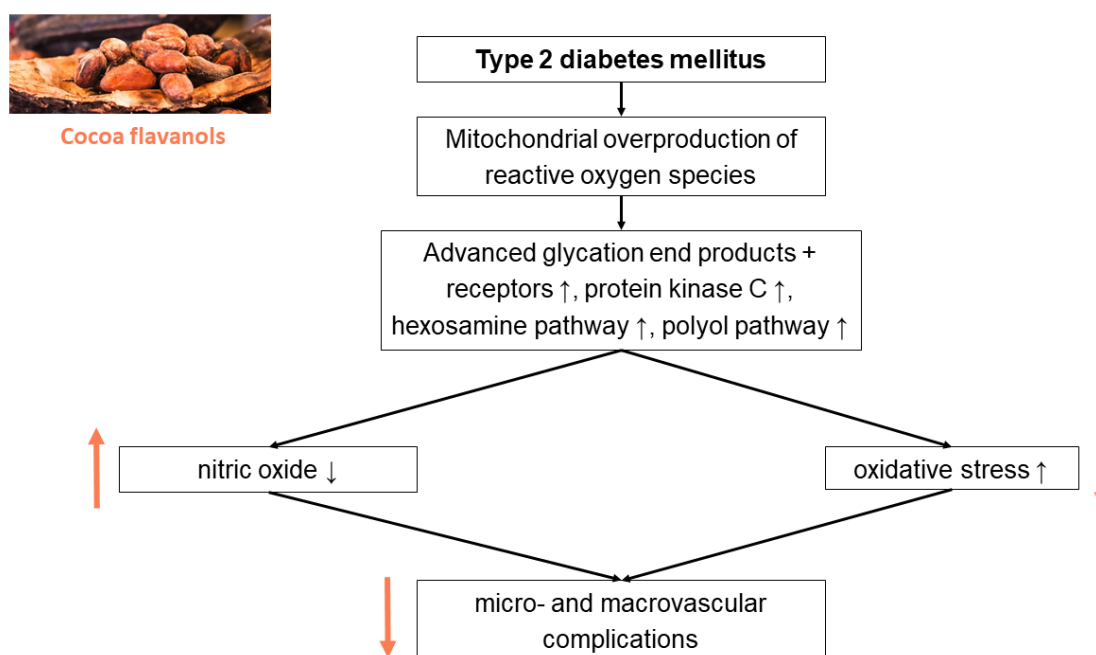 Cocoa flavanols
Type 2 diabetes mellitus
Mitochondrial overproduction of
reactive oxygen species
Advanced glycation end products +
receptors ↑, protein kinase C ↑,
hexosamine pathway ↑, polyol pathway ↑
nitric oxide ↓
oxidative stress ↑
micro- and macrovascular
complications